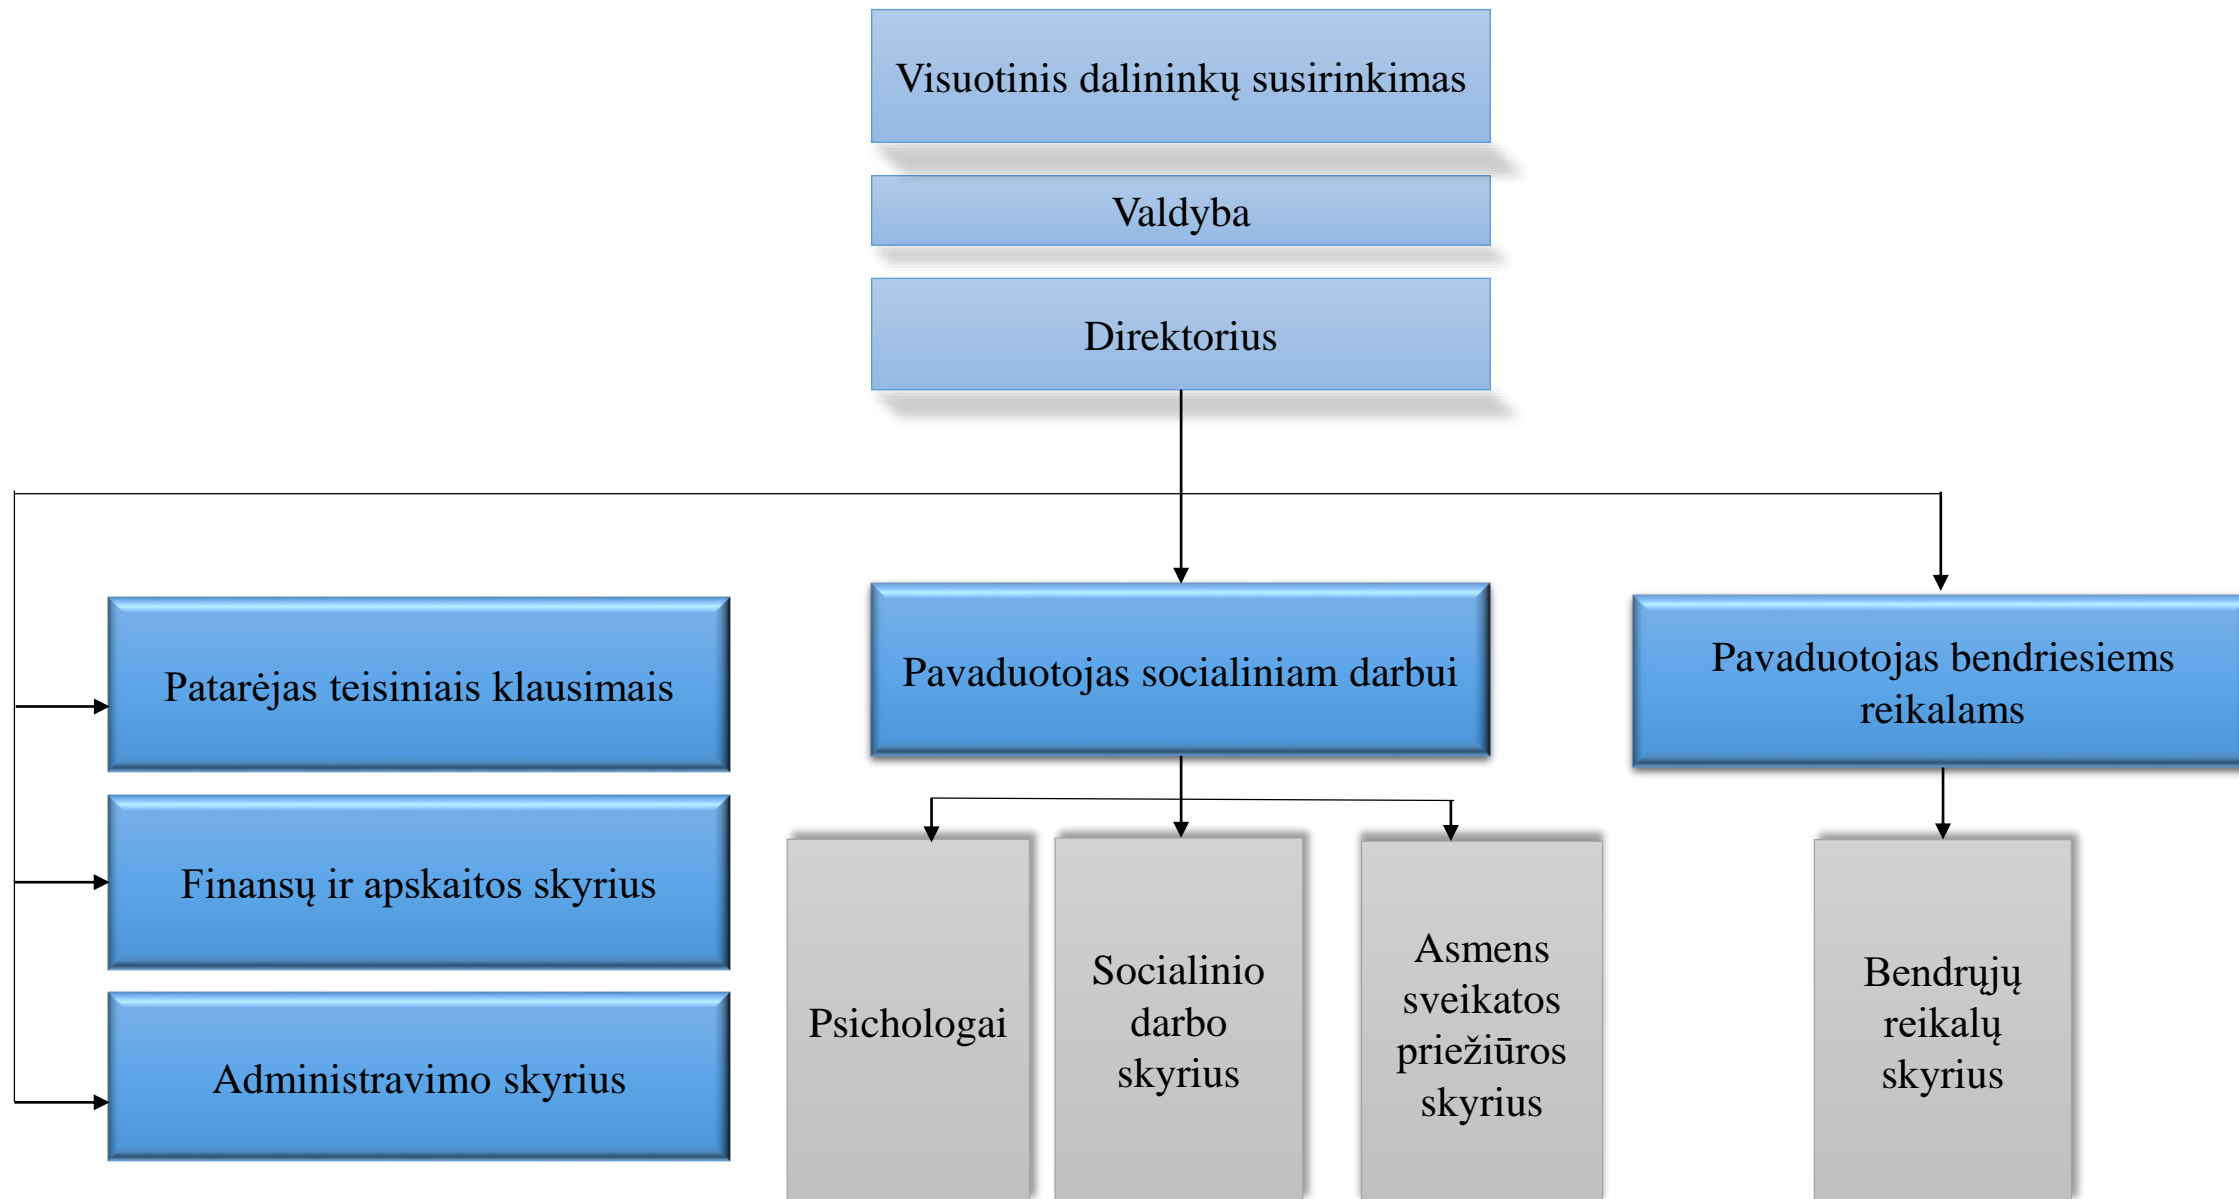 Visuotinis dalininkų susirinkimas
Valdyba
Direktorius
Patarėjas teisiniais klausimais
Finansų ir apskaitos skyrius
Administravimo skyrius
Pavaduotojas socialiniam darbui
Psichologai
Socialinio
darbo
skyrius
Asmens
sveikatos
priežiūros
skyrius
Pavaduotojas bendriesiems
reikalams
Bendrųjų
reikalų
skyrius